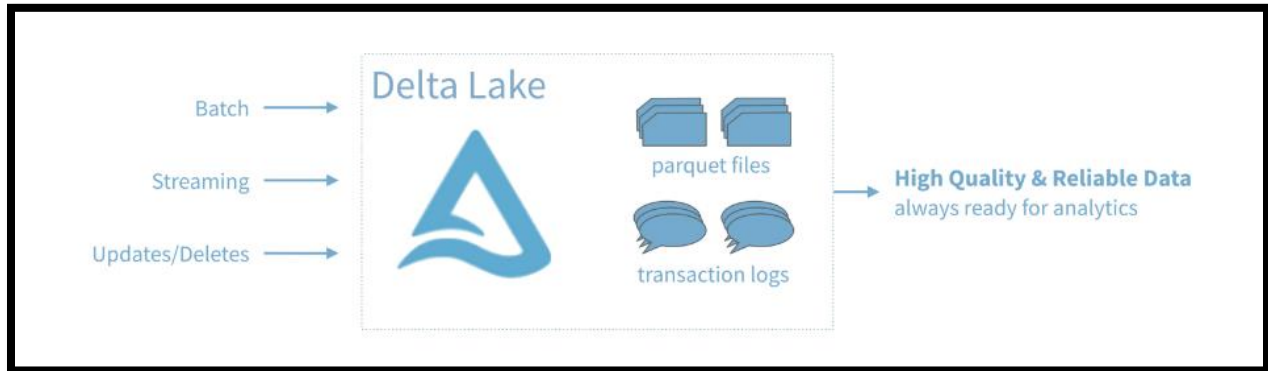 Delta Lake
Batch
Streaming
Updates/Deletes
parquet files
transaction logs
High Quality & Reliable Data
always ready for analytics